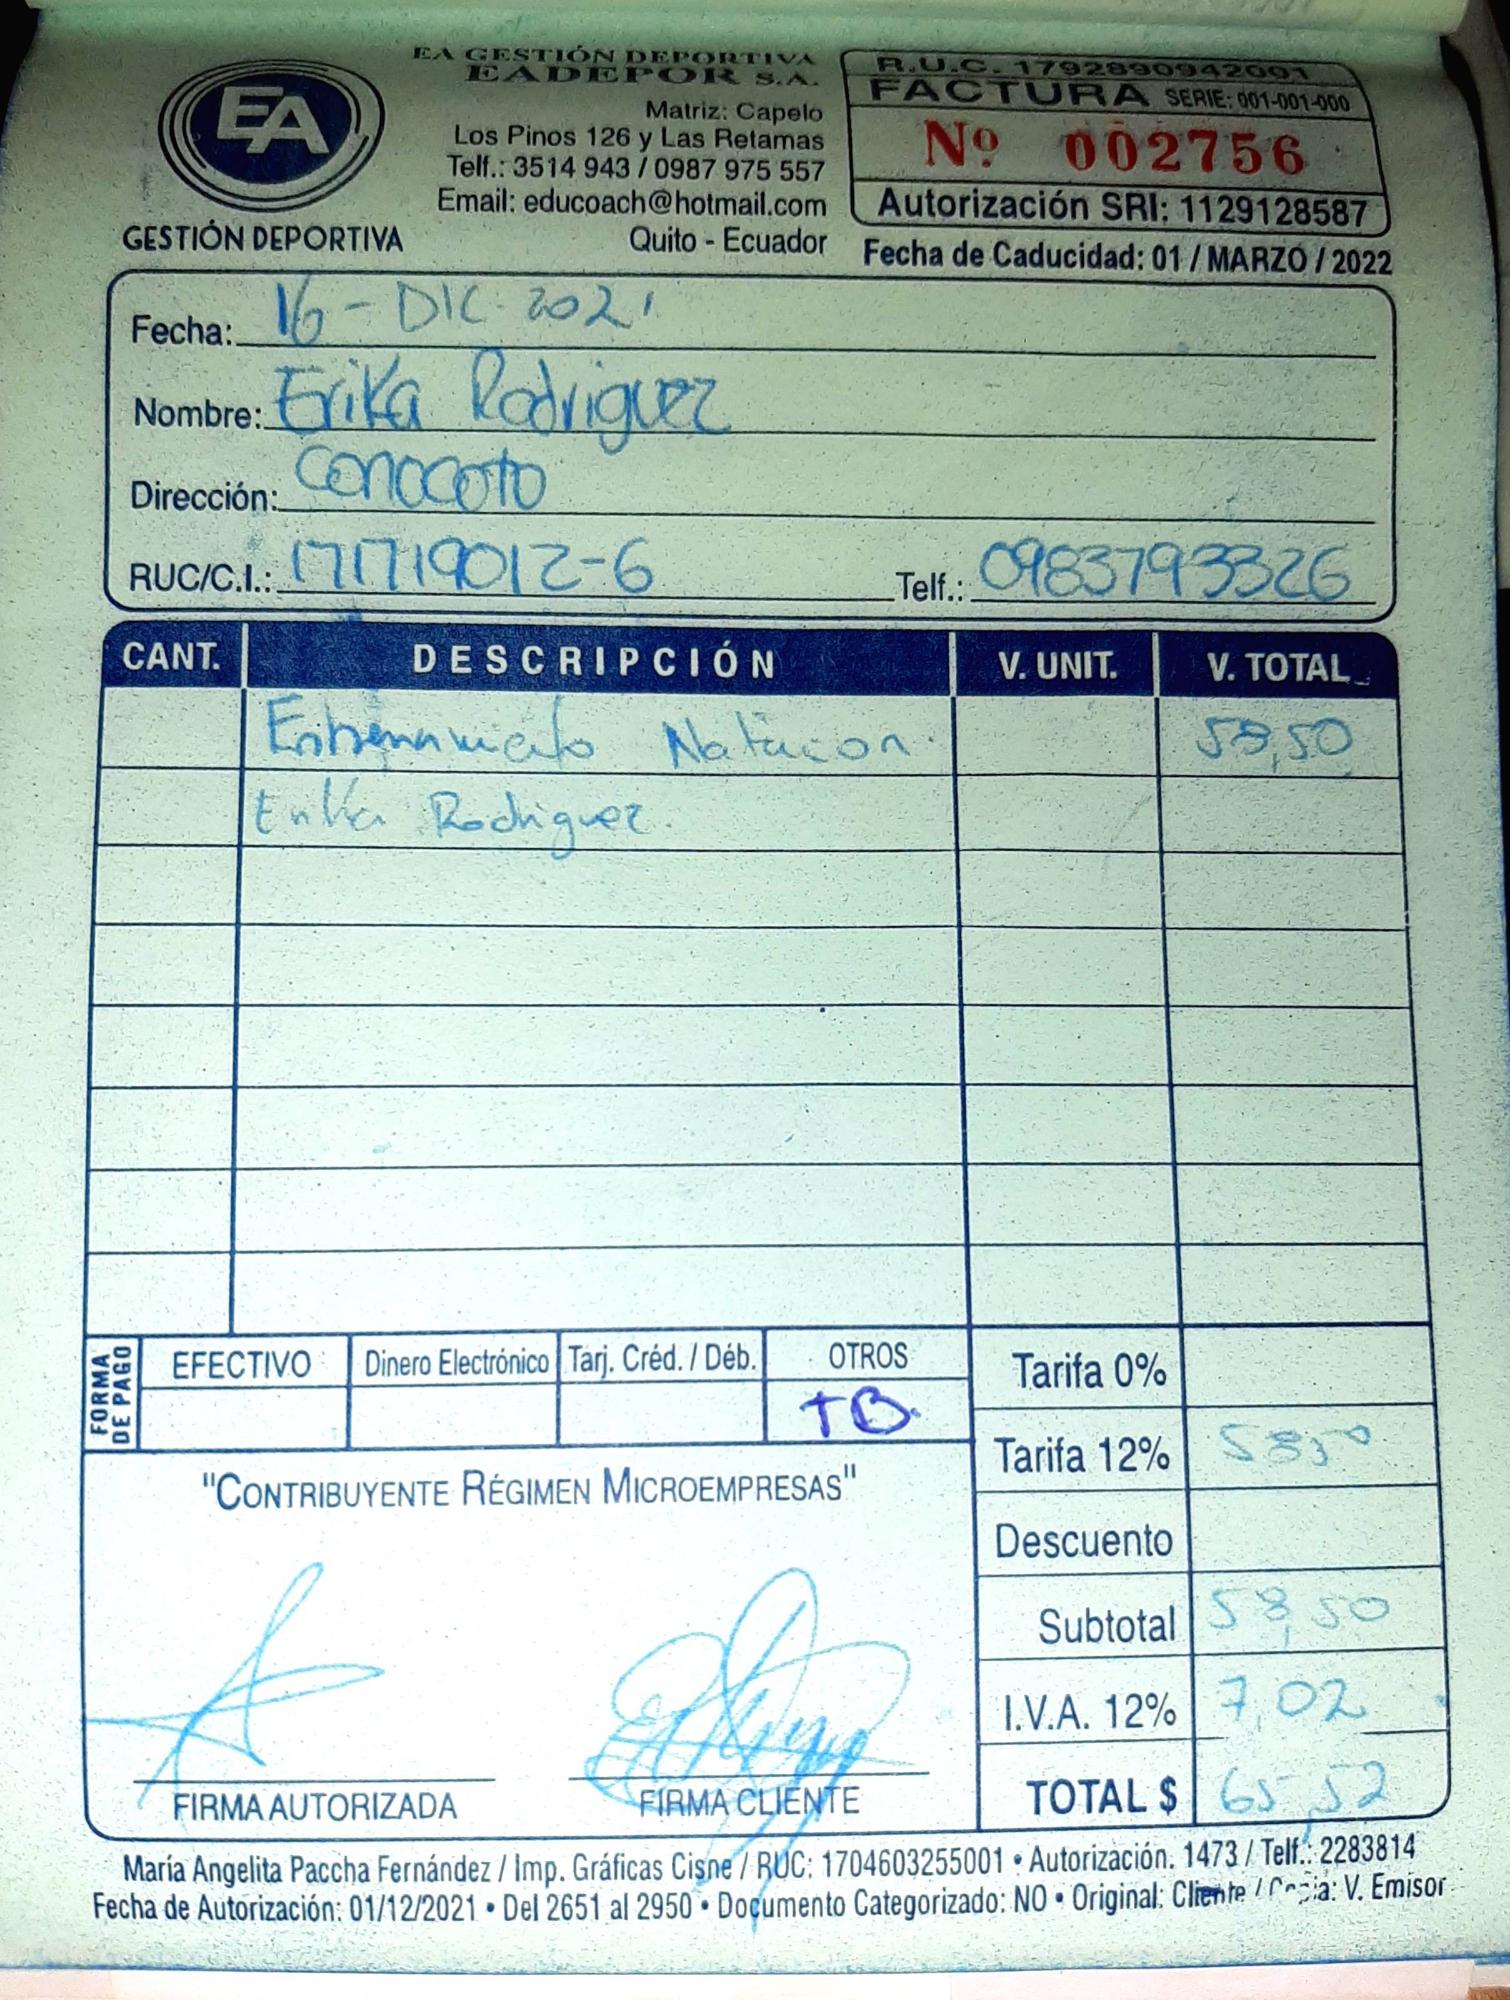 EA
GESTIÓN DEPORTIVA
EA GESTIÓN DEPORTIVA
EADEPOR S.A.
Matriz: Capelo
Los Pinos 126 y Las Retamas
Telf.: 3514 943 / 0987 975 557
Email: educoach@hotmail.com
Quito - Ecuador
R.U.C. 1792890942001
FACTURA SERIE: 001-001-000
Nº 002756
Autorización SRI: 1129128587
Fecha de Caducidad: 01 / MARZO / 2022
Fecha: 16 - DIC - 2021
Nombre: Erika Rodriguez
Dirección: Conocoto
RUC/C.I.: 171719012-6 Telf.: 0983793326
CANT. DESCRIPCIÓN V. UNIT. V. TOTAL
Entrenamiento Natacion. 58,50
Erika Rodriguez.
FORMA DE PAGO
EFECTIVO Dinero Electrónico Tarj. Créd. / Déb. OTROS
TB.
Tarifa 0%
Tarifa 12% 58,50
Descuento
Subtotal 58,50
I.V.A. 12% 7,02
TOTAL $ 65,52
"CONTRIBUYENTE RÉGIMEN MICROEMPRESAS"
FIRMA AUTORIZADA FIRMA CLIENTE
María Angelita Paccha Fernández / Imp. Gráficas Cisne / RUC: 1704603255001 • Autorización. 1473 / Telf.: 2283814
Fecha de Autorización: 01/12/2021 • Del 2651 al 2950 • Documento Categorizado: NO • Original: Cliente / Copia: V. Emisor